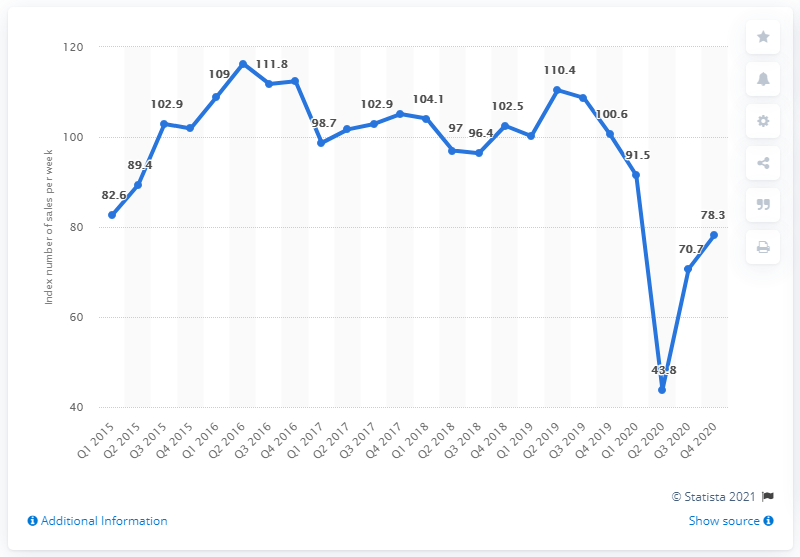 120
100
80
60
40
Index number of sales per week
82.6
89.4
102.9
109
111.8
98.7
102.9
104.1
97
96.4
102.5
110.4
100.6
91.5
43.8
70.7
78.3
Q1 2015
Q2 2015
Q3 2015
Q4 2015
Q1 2016
Q2 2016
Q3 2016
Q4 2016
Q1 2017
Q2 2017
Q3 2017
Q4 2017
Q1 2018
Q2 2018
Q3 2018
Q4 2018
Q1 2019
Q2 2019
Q3 2019
Q4 2019
Q1 2020
Q2 2020
Q3 2020
Q4 2020
© Statista 2021
Additional Information
Show source